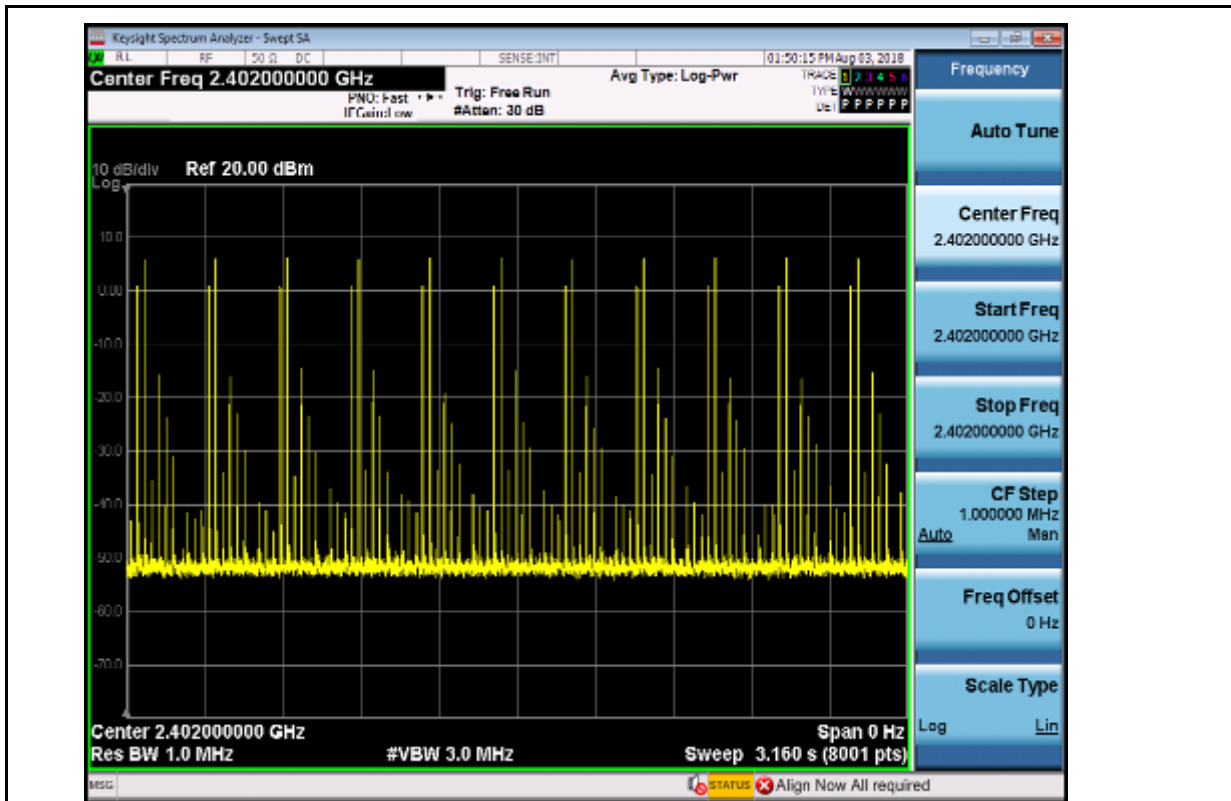 Keysight Spectrum Analyzer - Swept SA
RL RF 50 Ω DC SENSE:INT 01:50:15 PM Aug 03, 2018
Center Freq 2.402000000 GHz
PNO: Fast
IFGain:Low
Trig: Free Run
#Atten: 30 dB
Avg Type: Log-Pwr
TRACE 1 2 3 4 5 6
TYPE WWWWWW
DET P P P P P P
10 dB/div
Log
Ref 20.00 dBm
10.0
0.00
-10.0
-20.0
-30.0
-40.0
-50.0
-60.0
-70.0
Center 2.402000000 GHz
Res BW 1.0 MHz
#VBW 3.0 MHz
Span 0 Hz
Sweep 3.160 s (8001 pts)
MSG
STATUS
Align Now All required
Frequency
Auto Tune
Center Freq
2.402000000 GHz
Start Freq
2.402000000 GHz
Stop Freq
2.402000000 GHz
CF Step
1.000000 MHz
Auto Man
Freq Offset
0 Hz
Scale Type
Log Lin